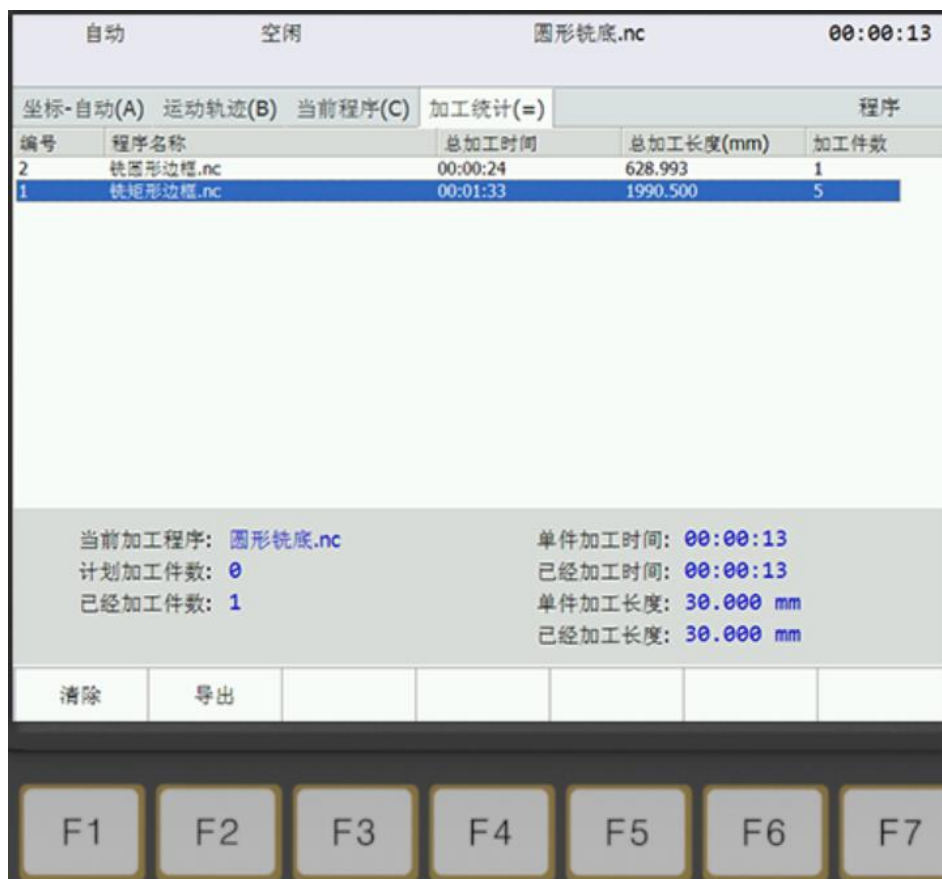 自动 空闲 圆形铣底.nc 00:00:13
坐标-自动(A) 运动轨迹(B) 当前程序(C) 加工统计(=) 程序
编号 程序名称 总加工时间 总加工长度(mm) 加工件数
2 铣圆形边框.nc 00:00:24 628.993 1
1 铣矩形边框.nc 00:01:33 1990.500 5
当前加工程序: 圆形铣底.nc 单件加工时间: 00:00:13
计划加工件数: 0 已经加工时间: 00:00:13
已经加工件数: 1 单件加工长度: 30.000 mm
已经加工长度: 30.000 mm
清除 导出
F1 F2 F3 F4 F5 F6 F7